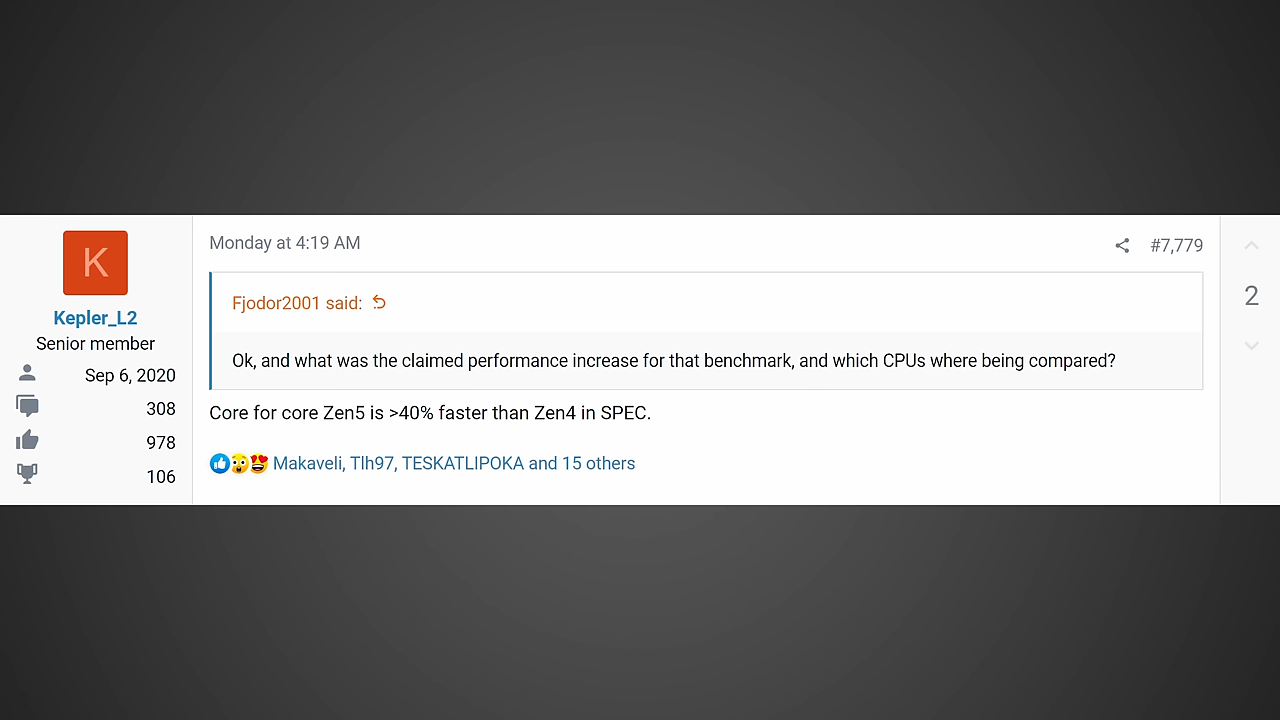 K
Kepler_L2
Senior member
Sep 6, 2020
308
978
106
Monday at 4:19 AM
#7,779
Fjodor2001 said:
Ok, and what was the claimed performance increase for that benchmark, and which CPUs where being compared?
Core for core Zen5 is >40% faster than Zen4 in SPEC.
Makaveli, Tlh97, TESKATLIPOKA and 15 others
2